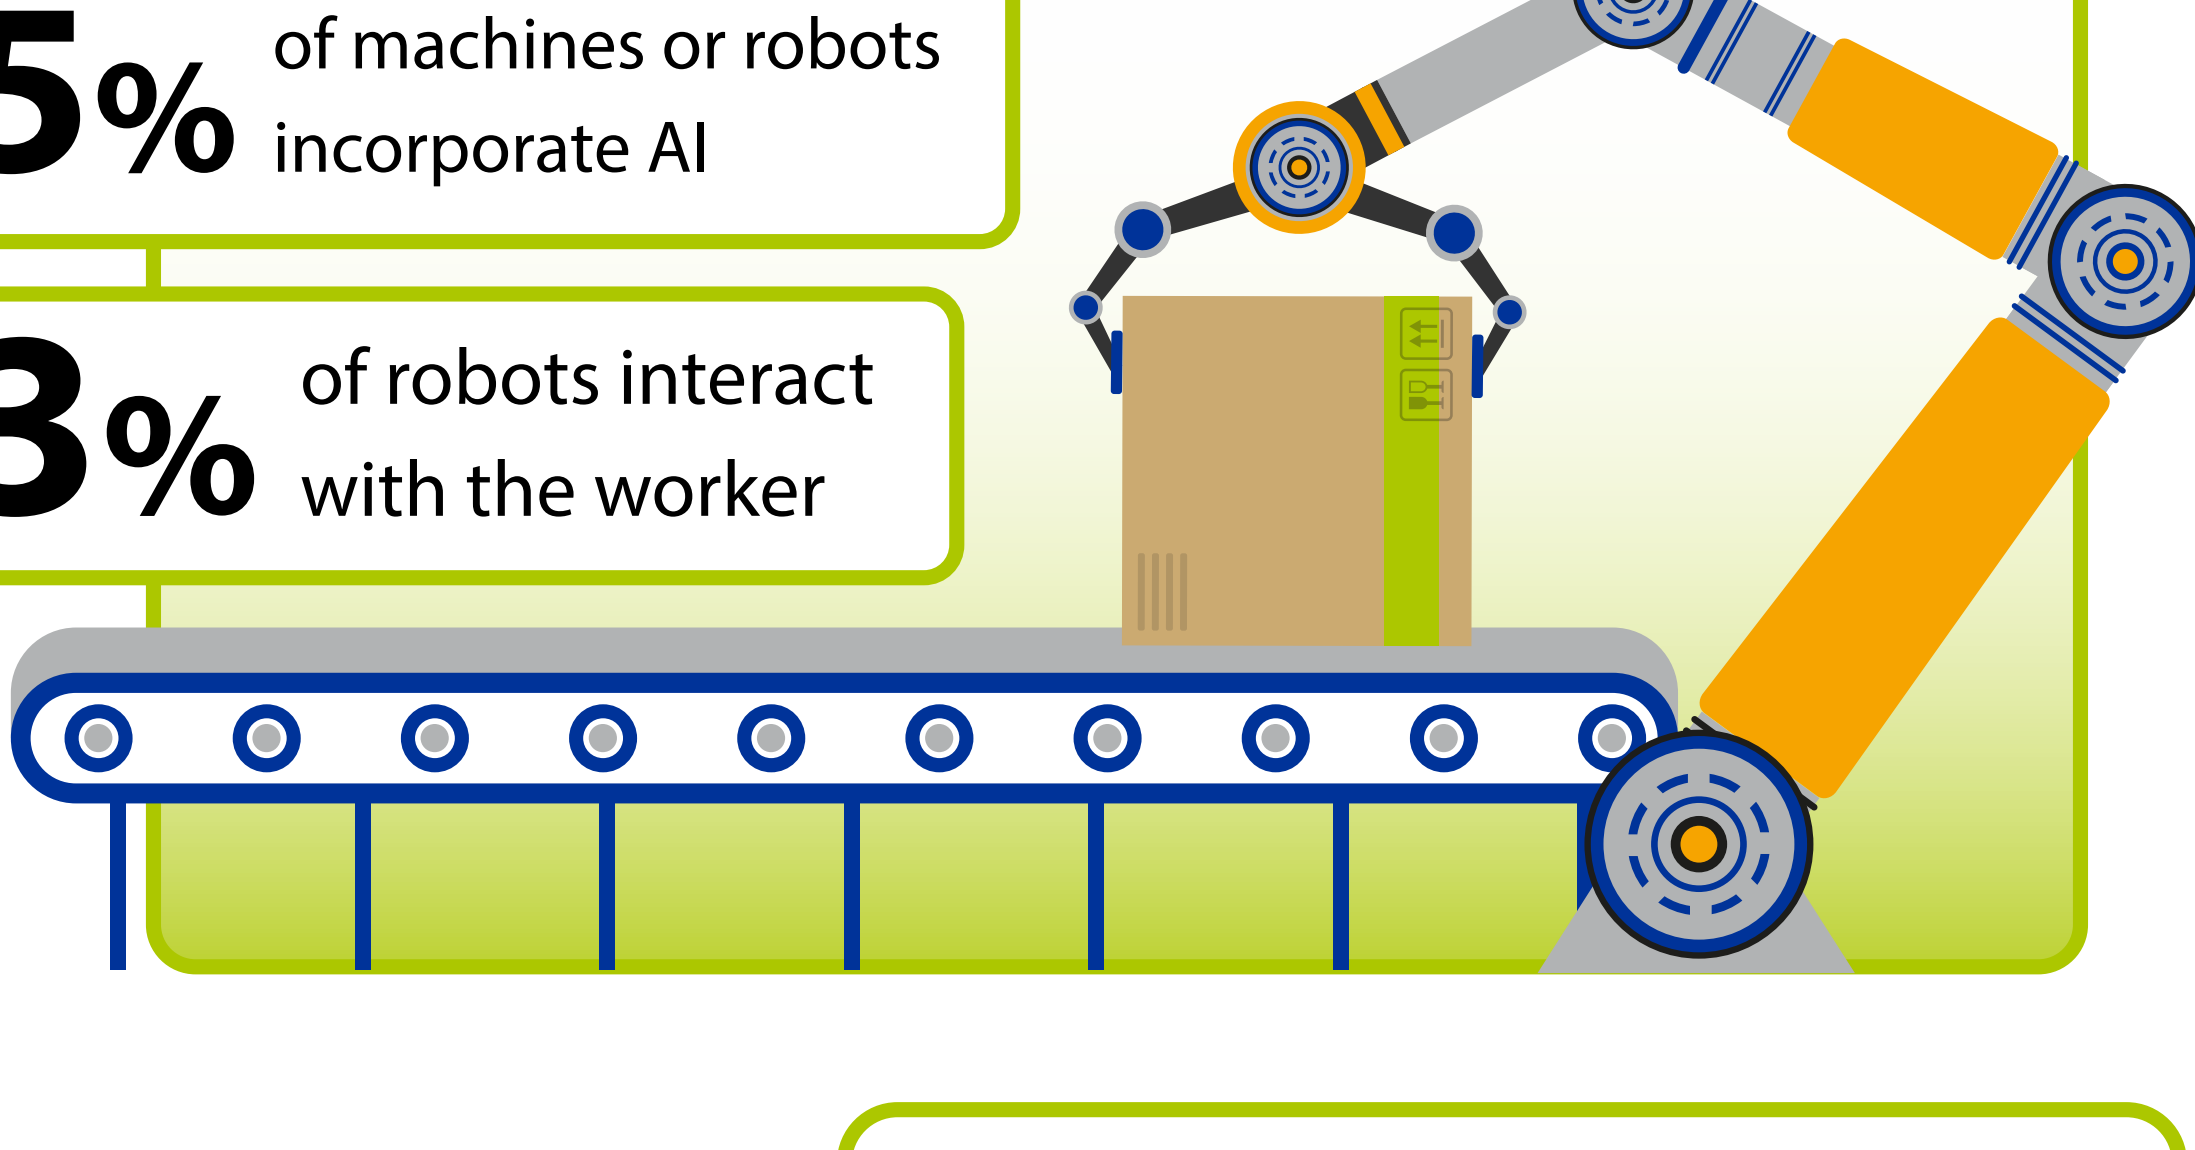 5% of machines or robots
incorporate AI
3% of robots interact
with the worker